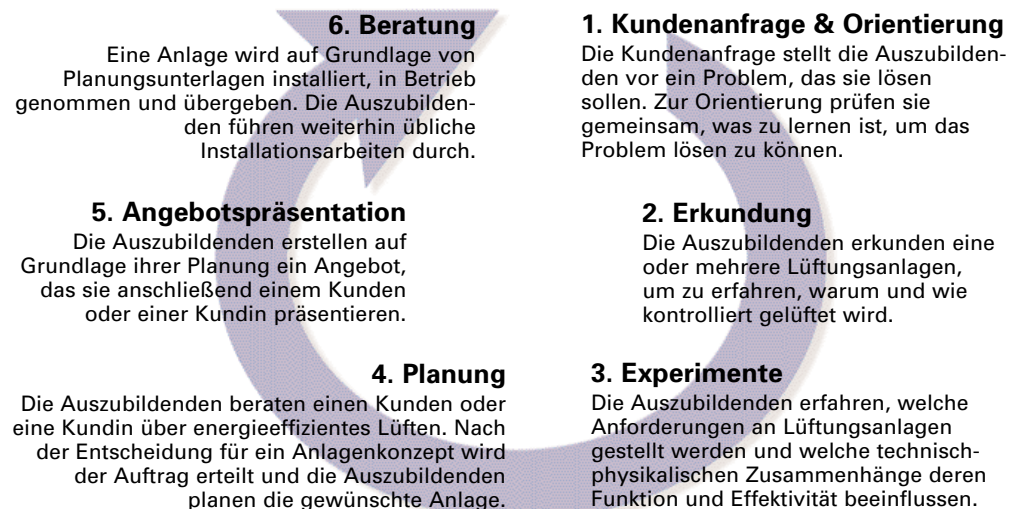 1. Kundenanfrage & Orientierung
Die Kundenanfrage stellt die Auszubilden-
den vor ein Problem, das sie lösen
sollen. Zur Orientierung prüfen sie
gemeinsam, was zu lernen ist, um das
Problem lösen zu können.
2. Erkundung
Die Auszubildenden erkunden eine
oder mehrere Lüftungsanlagen,
um zu erfahren, warum und wie
kontrolliert gelüftet wird.
3. Experimente
Die Auszubildenden erfahren, welche
Anforderungen an Lüftungsanlagen
gestellt werden und welche technisch-
physikalischen Zusammenhänge deren
Funktion und Effektivität beeinflussen.
4. Planung
Die Auszubildenden beraten einen Kunden oder
eine Kundin über energieeffizientes Lüften. Nach
der Entscheidung für ein Anlagenkonzept wird
der Auftrag erteilt und die Auszubildenden
planen die gewünschte Anlage.
5. Angebotspräsentation
Die Auszubildenden erstellen auf
Grundlage ihrer Planung ein Angebot,
das sie anschließend einem Kunden
oder einer Kundin präsentieren.
6. Beratung
Eine Anlage wird auf Grundlage von
Planungsunterlagen installiert, in Betrieb
genommen und übergeben. Die Auszubilden-
den führen weiterhin übliche
Installationsarbeiten durch.